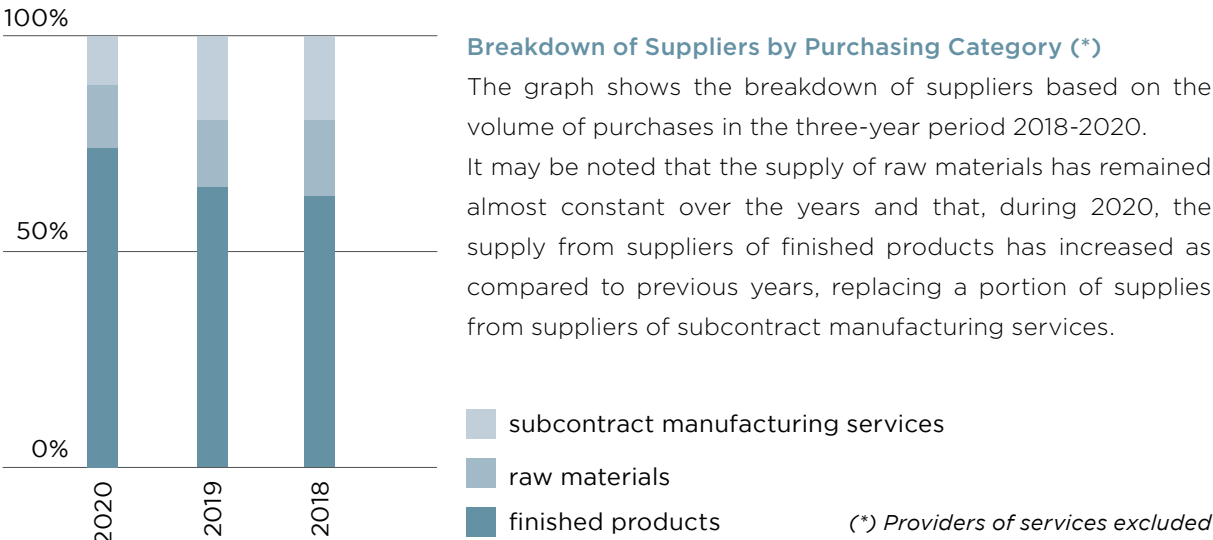 100%
50%
0%
2020
2019
2018
Breakdown of Suppliers by Purchasing Category (*)
The graph shows the breakdown of suppliers based on the
volume of purchases in the three-year period 2018-2020.
It may be noted that the supply of raw materials has remained
almost constant over the years and that, during 2020, the
supply from suppliers of finished products has increased as
compared to previous years, replacing a portion of supplies
from suppliers of subcontract manufacturing services.
subcontract manufacturing services
raw materials
finished products
(*) Providers of services excluded